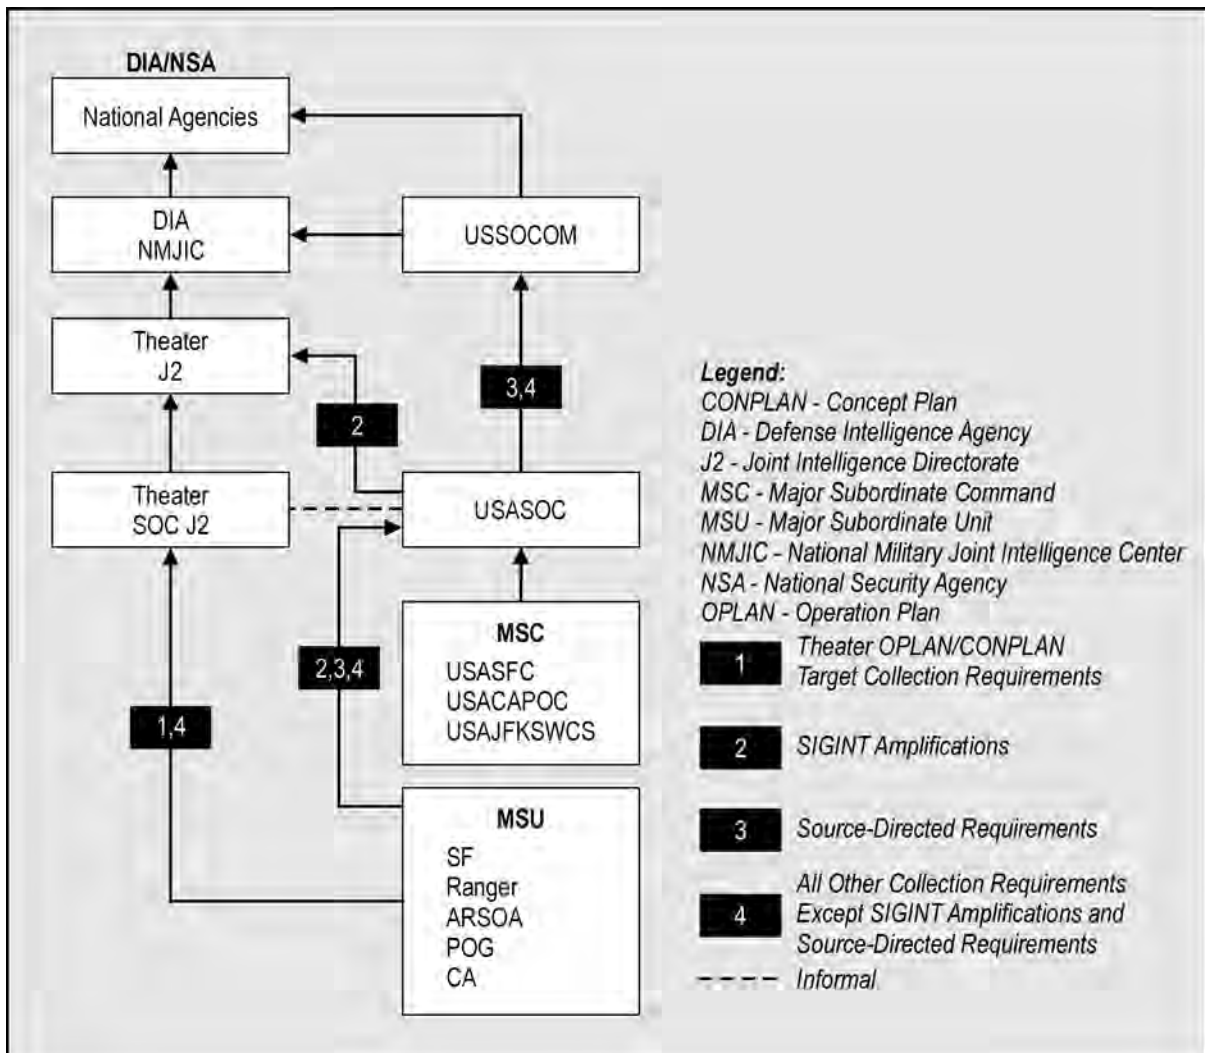 DIA/NSA
National Agencies
DIA
NMJIC
USSOCOM
Theater
J2
2
3,4
Theater
SOC J2
USASOC
MSC
USASFC
USACAPOC
USAJFKSWCS
2,3,4
1,4
MSU
SF
Ranger
ARSOA
POG
CA
Legend:
CONPLAN - Concept Plan
DIA - Defense Intelligence Agency
J2 - Joint Intelligence Directorate
MSC - Major Subordinate Command
MSU - Major Subordinate Unit
NMJIC - National Military Joint Intelligence Center
NSA - National Security Agency
OPLAN - Operation Plan
1
Theater OPLAN/CONPLAN
Target Collection Requirements
2
SIGINT Amplifications
3
Source-Directed Requirements
4
All Other Collection Requirements
Except SIGINT Amplifications and
Source-Directed Requirements
Informal